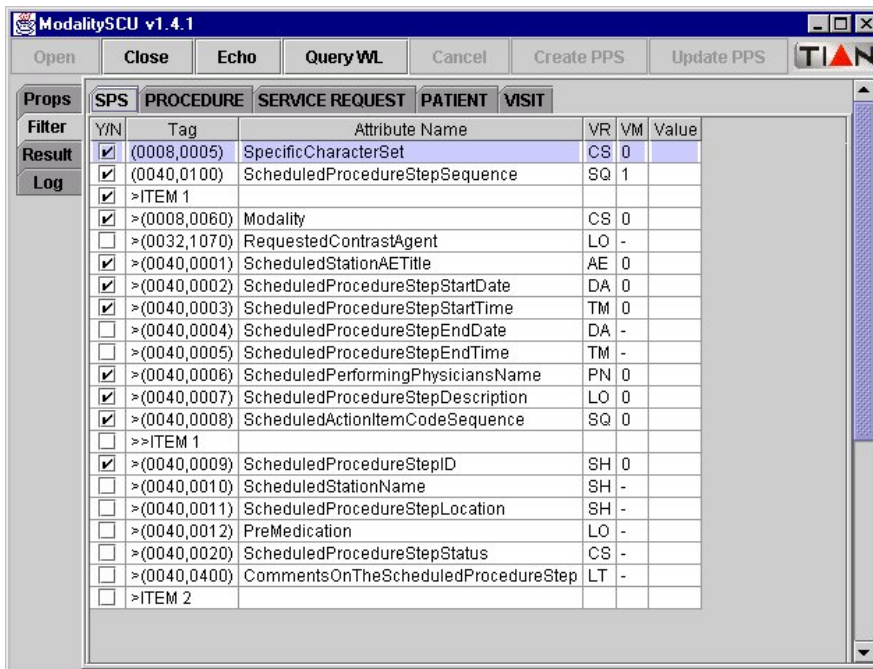 ModalitySCU v1.4.1
Open Close Echo Query WL Cancel Create PPS Update PPS TIAN
Props
Filter
Result
Log
SPS PROCEDURE SERVICE REQUEST PATIENT VISIT
Y/N Tag Attribute Name VR VM Value
(0008,0005) SpecificCharacterSet CS 0
(0040,0100) ScheduledProcedureStepSequence SQ 1
>ITEM 1
>(0008,0060) Modality CS 0
>(0032,1070) RequestedContrastAgent LO -
>(0040,0001) ScheduledStationAETitle AE 0
>(0040,0002) ScheduledProcedureStepStartDate DA 0
>(0040,0003) ScheduledProcedureStepStartTime TM 0
>(0040,0004) ScheduledProcedureStepEndDate DA -
>(0040,0005) ScheduledProcedureStepEndTime TM -
>(0040,0006) ScheduledPerformingPhysiciansName PN 0
>(0040,0007) ScheduledProcedureStepDescription LO 0
>(0040,0008) ScheduledActionItemCodeSequence SQ 0
>>ITEM 1
>(0040,0009) ScheduledProcedureStepID SH 0
>(0040,0010) ScheduledStationName SH -
>(0040,0011) ScheduledProcedureStepLocation SH -
>(0040,0012) PreMedication LO -
>(0040,0020) ScheduledProcedureStepStatus CS -
>(0040,0400) CommentsOnTheScheduledProcedureStep LT -
>ITEM 2